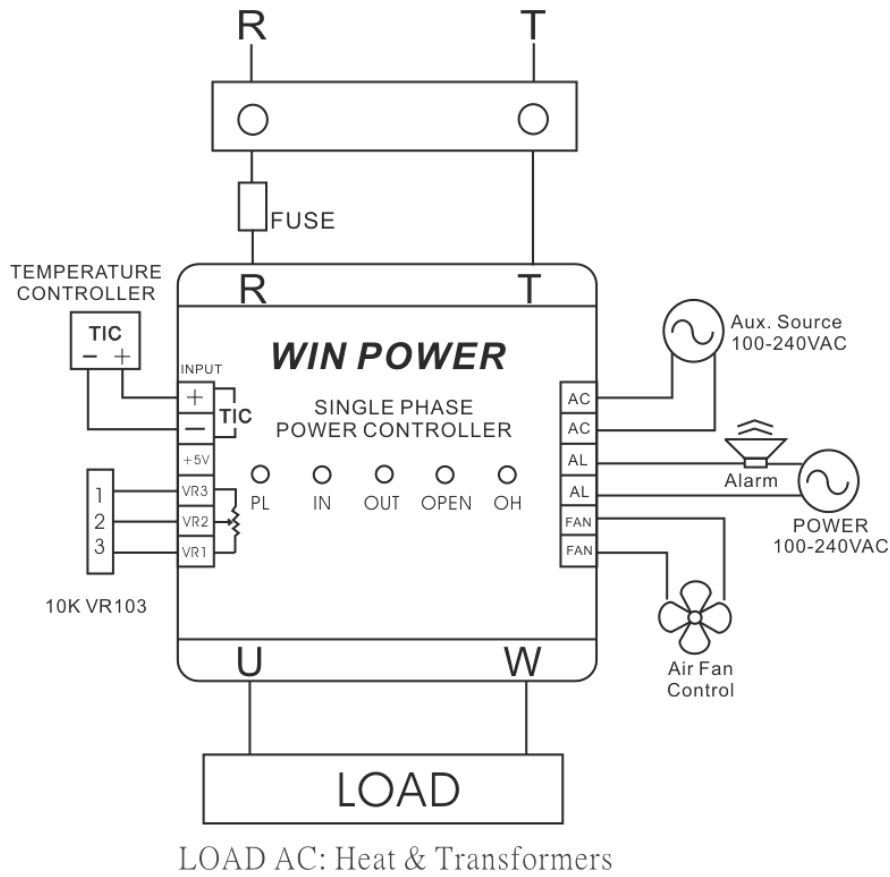 R T
FUSE
R T
TEMPERATURE
CONTROLLER
TIC
- +
INPUT
+
−
TIC
+5V
VR3
VR2
VR1
1
2
3
10K VR103
WIN POWER
SINGLE PHASE
POWER CONTROLLER
PL IN OUT OPEN OH
AC
AC
AL
AL
FAN
FAN
Aux. Source
100-240VAC
Alarm
POWER
100-240VAC
Air Fan
Control
U W
LOAD
LOAD AC: Heat & Transformers